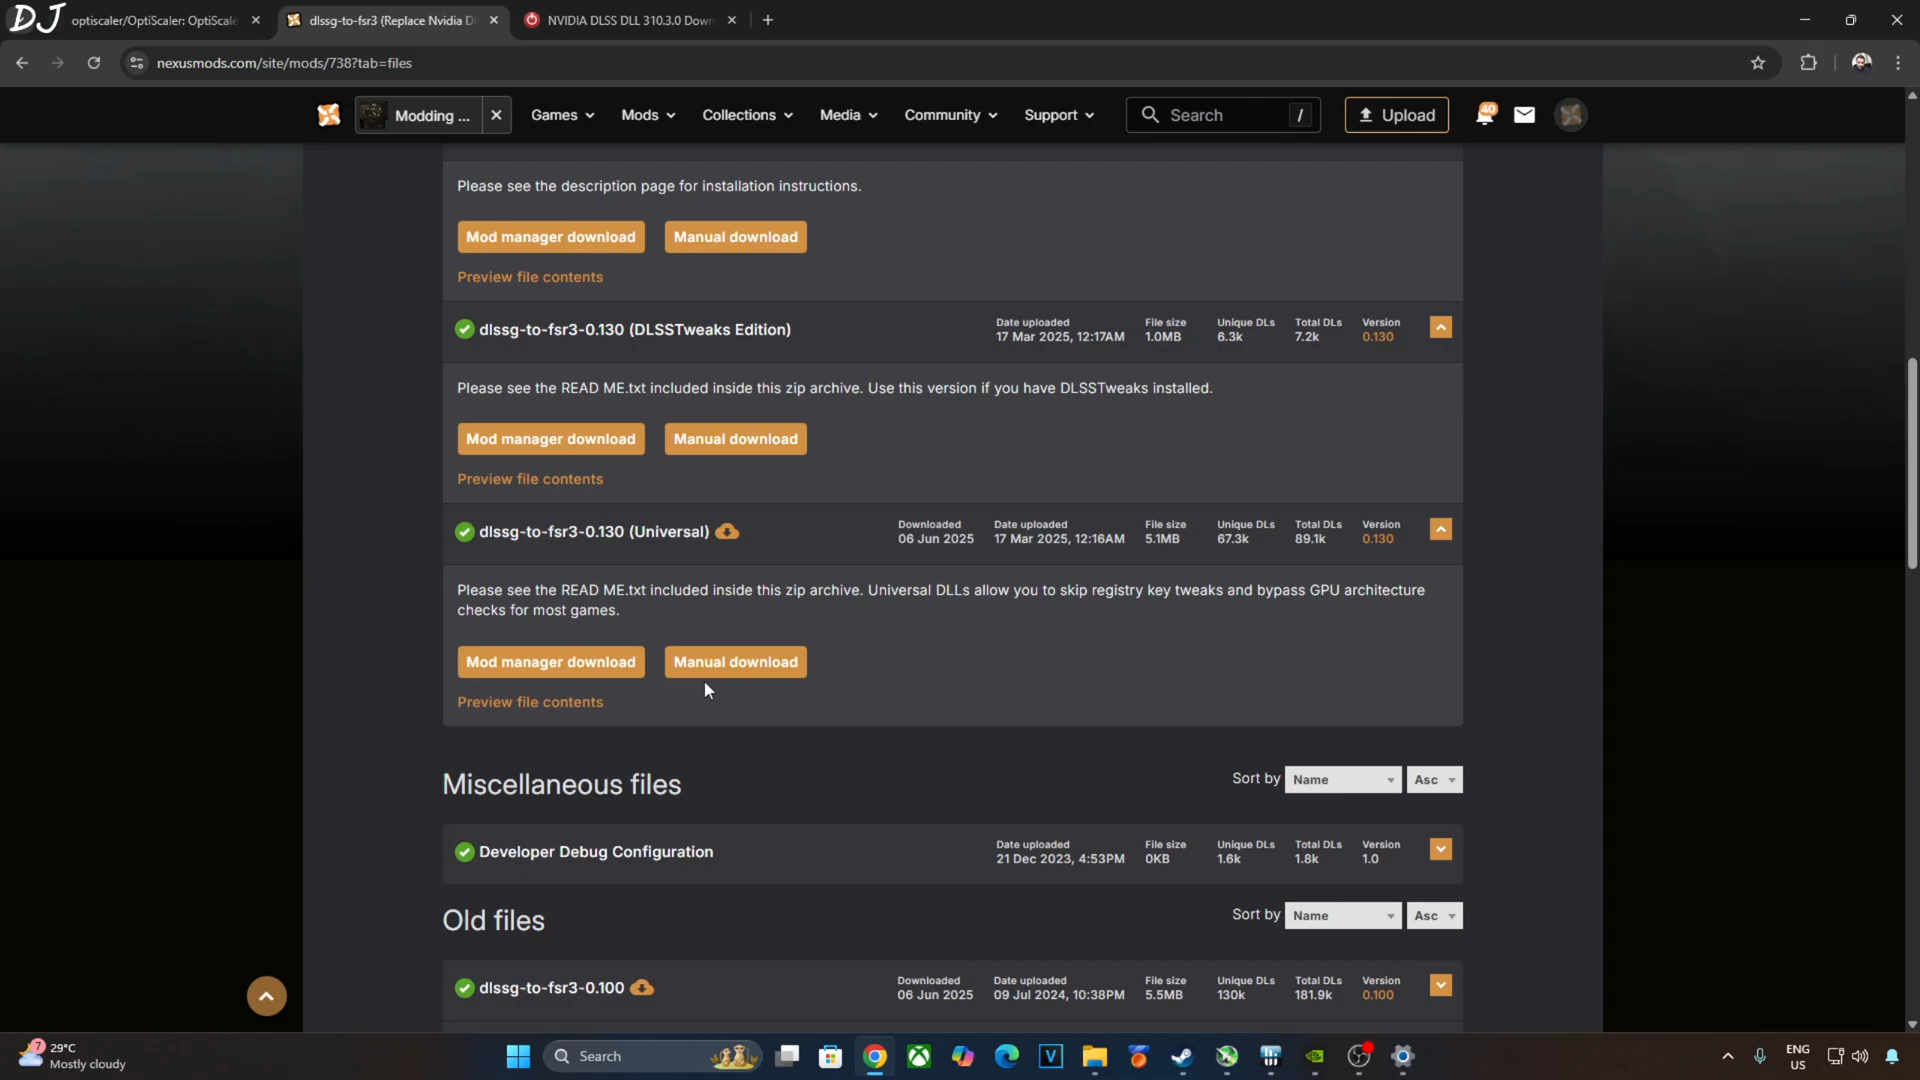 DJ
optiscaler/OptiScaler: OptiScale
dlssg-to-fsr3 (Replace Nvidia D
NVIDIA DLSS DLL 310.3.0 Down
nexusmods.com/site/mods/738?tab=files
Modding ...
Games
Mods
Collections
Media
Community
Support
Search
/
Upload
40
Please see the description page for installation instructions.
Mod manager download
Manual download
Preview file contents
dlssg-to-fsr3-0.130 (DLSSTweaks Edition)
Date uploaded
17 Mar 2025, 12:17AM
File size
1.0MB
Unique DLs
6.3k
Total DLs
7.2k
Version
0.130
Please see the READ ME.txt included inside this zip archive. Use this version if you have DLSSTweaks installed.
Mod manager download
Manual download
Preview file contents
dlssg-to-fsr3-0.130 (Universal)
Downloaded
06 Jun 2025
Date uploaded
17 Mar 2025, 12:16AM
File size
5.1MB
Unique DLs
67.3k
Total DLs
89.1k
Version
0.130
Please see the READ ME.txt included inside this zip archive. Universal DLLs allow you to skip registry key tweaks and bypass GPU architecture
checks for most games.
Mod manager download
Manual download
Preview file contents
Miscellaneous files
Sort by
Name
Asc
Developer Debug Configuration
Date uploaded
21 Dec 2023, 4:53PM
File size
0KB
Unique DLs
1.6k
Total DLs
1.8k
Version
1.0
Old files
Sort by
Name
Asc
dlssg-to-fsr3-0.100
Downloaded
06 Jun 2025
Date uploaded
09 Jul 2024, 10:38PM
File size
5.5MB
Unique DLs
130k
Total DLs
181.9k
Version
0.100
7
29°C
Mostly cloudy
Search
V
ENG
US